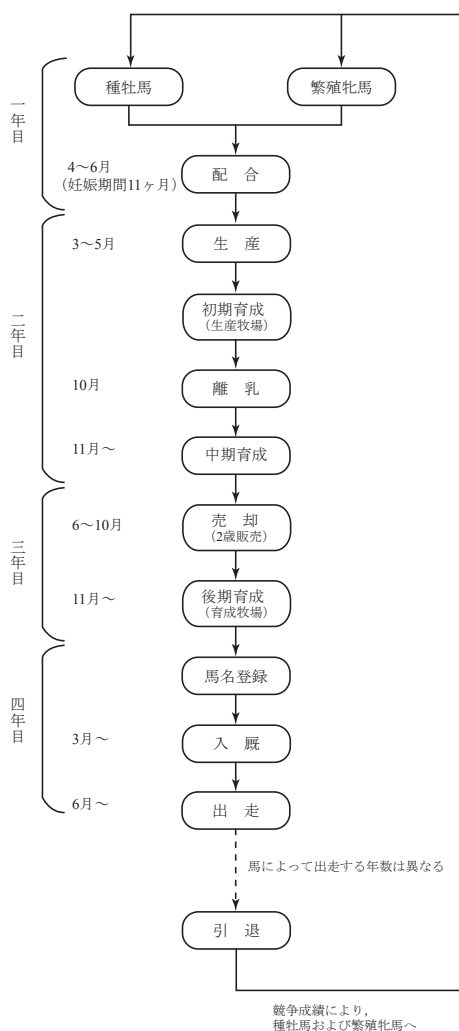 種牡馬
繁殖牝馬
一年目
4〜6月
（妊娠期間11ヶ月）
配　合
二年目
3〜5月
生　産
初期育成
（生産牧場）
10月
離　乳
11月〜
中期育成
三年目
6〜10月
売　却
（2歳販売）
11月〜
後期育成
（育成牧場）
四年目
馬名登録
3月〜
入　厩
6月〜
出　走
馬によって出走する年数は異なる
引　退
競争成績により，
種牡馬および繁殖牝馬へ